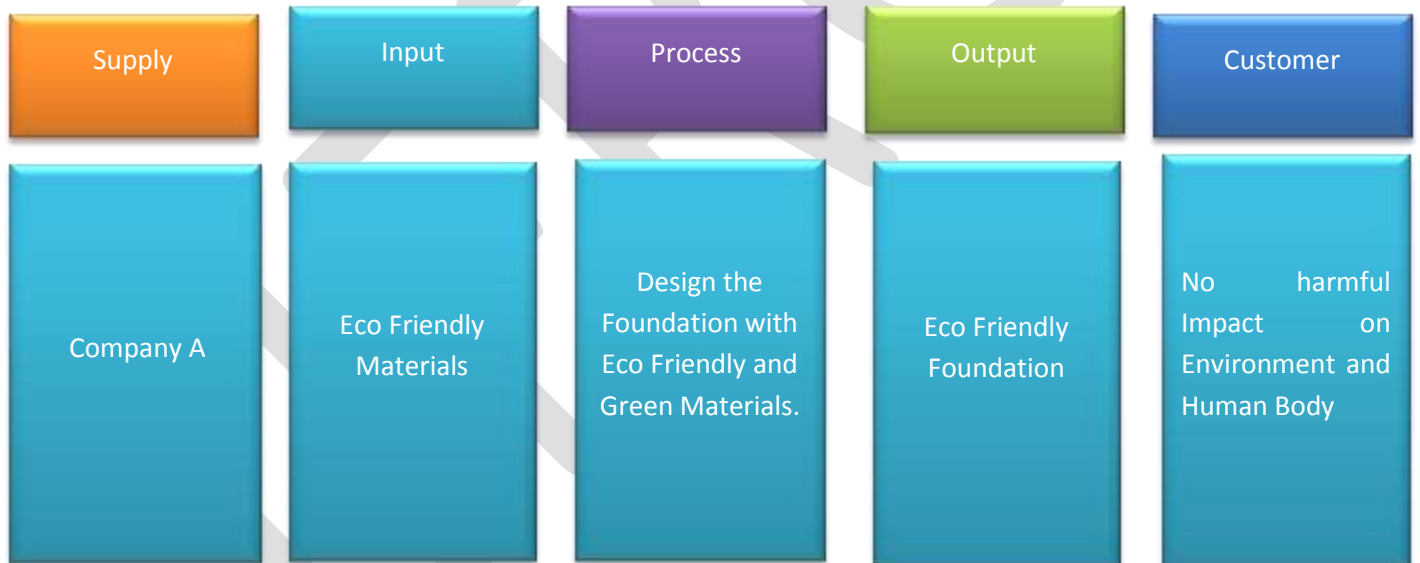 Supply
Input
Process
Output
Customer
Company A
Eco Friendly
Materials
Design the
Foundation with
Eco Friendly and
Green Materials.
Eco Friendly
Foundation
No harmful
Impact on
Environment and
Human Body